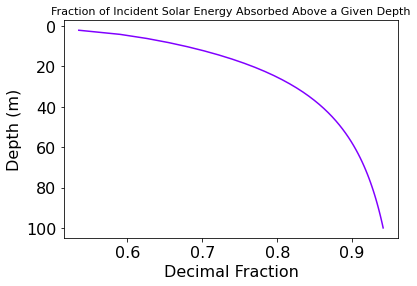 Fraction of Incident Solar Energy Absorbed Above a Given Depth
0
20
40
60
80
100
Depth (m)
0.6 0.7 0.8 0.9
Decimal Fraction